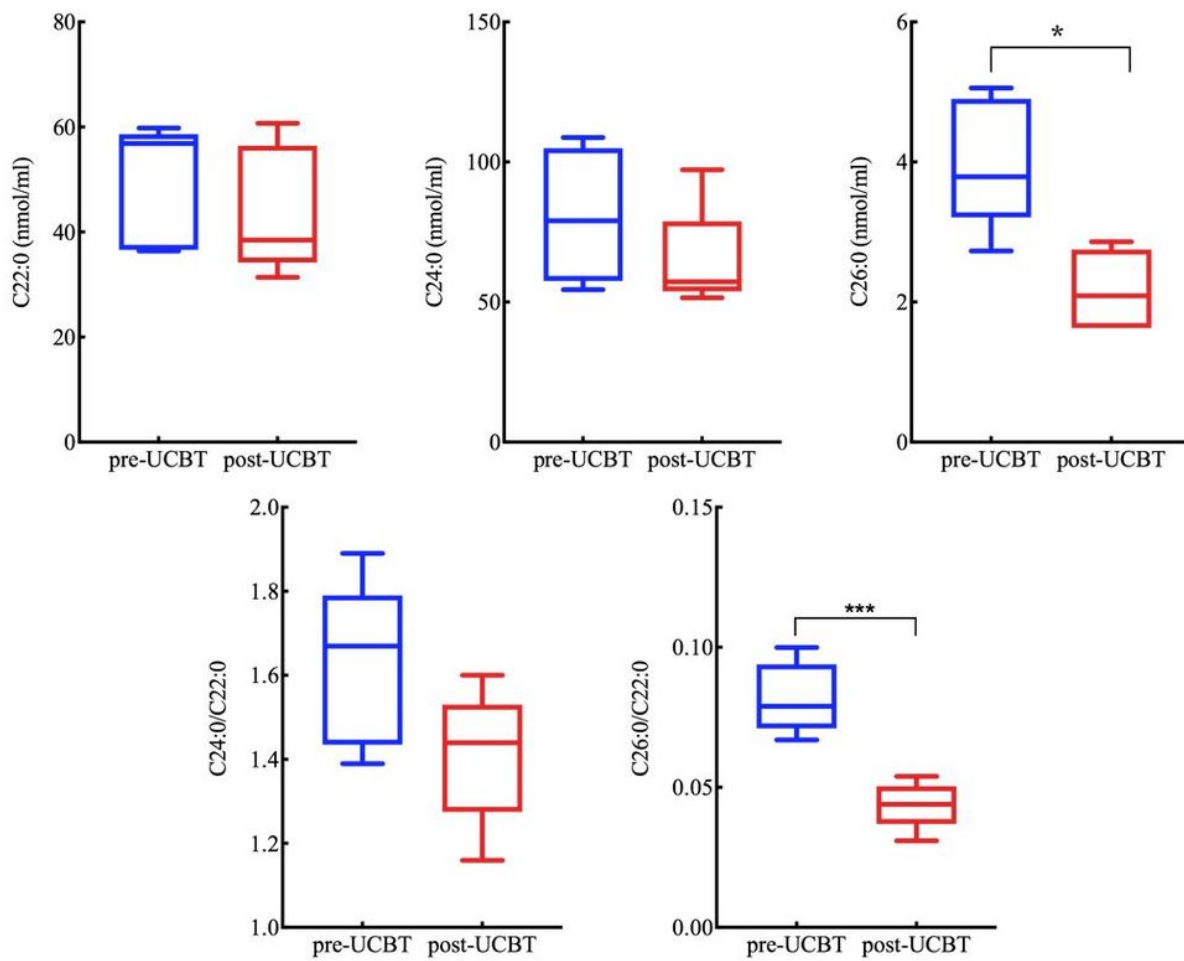 80
60
40
20
0
C22:0 (nmol/ml)
pre-UCBT post-UCBT
150
100
50
0
C24:0 (nmol/ml)
pre-UCBT post-UCBT
6
4
2
0
C26:0 (nmol/ml)
*
pre-UCBT post-UCBT
2.0
1.8
1.6
1.4
1.2
1.0
C24:0/C22:0
pre-UCBT post-UCBT
0.15
0.10
0.05
0.00
C26:0/C22:0
***
pre-UCBT post-UCBT